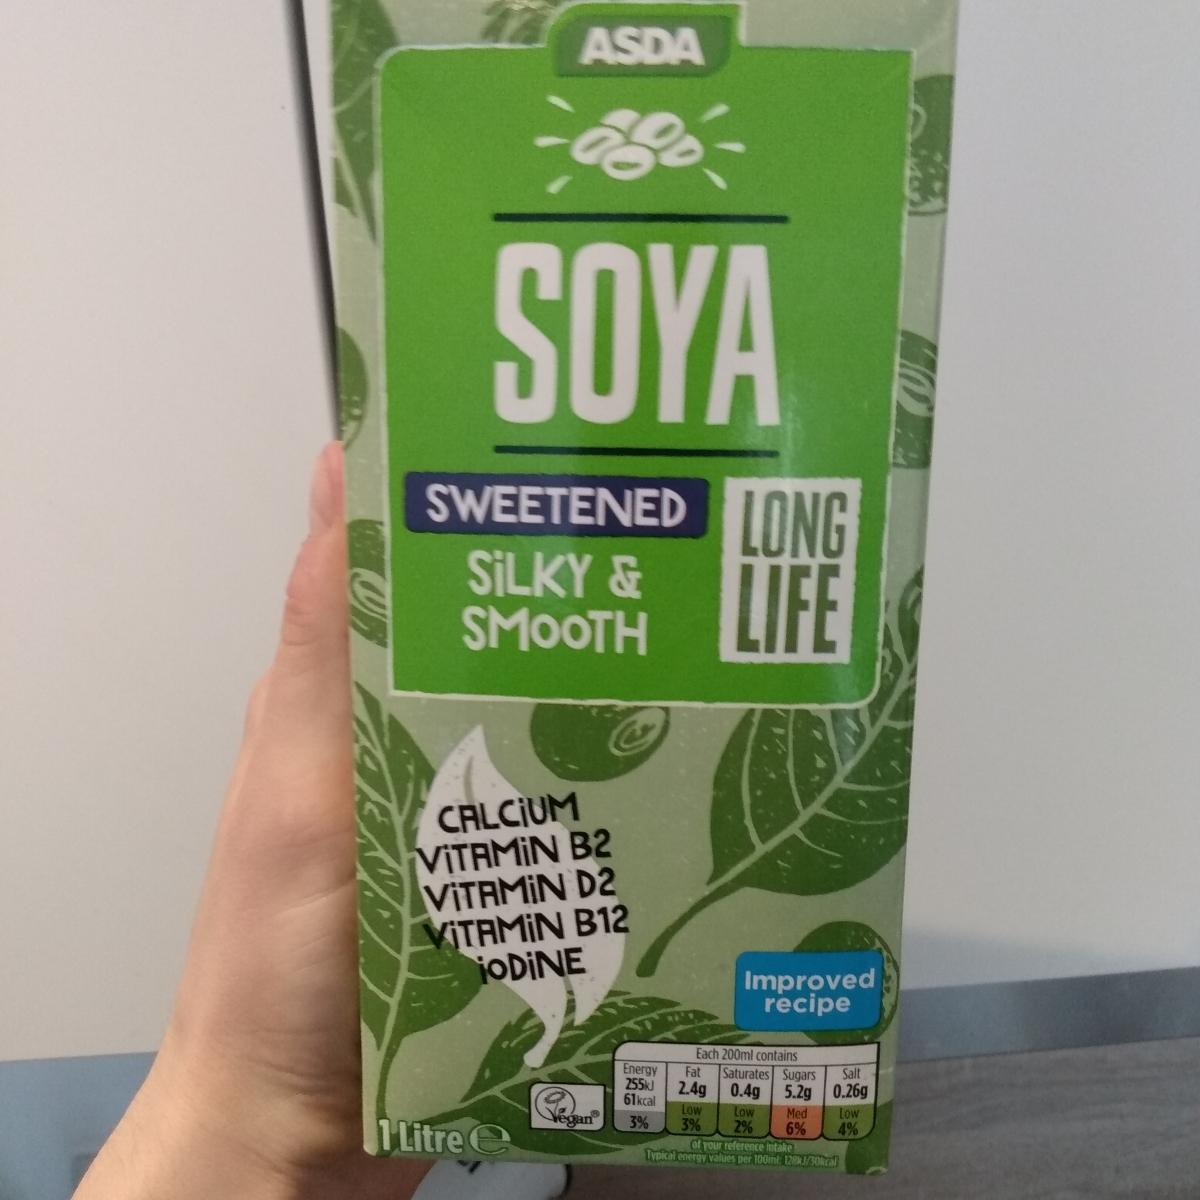 ASDA
SOYA
SWEETENED
SiLKY &
SMOOTH
LONG
LIFE
CALCiUM
ViTAMiN B2
ViTAMiN D2
ViTAMiN B12
iODiNE
Improved
recipe
Each 200ml contains
Energy 255kJ 61kcal 3%
Fat 2.4g Low 3%
Saturates 0.4g Low 2%
Sugars 5.2g Med 6%
Salt 0.26g Low 4%
of your reference intake
Typical energy values per 100ml: 128kJ/30kcal
Vegan®
1 Litre ℮